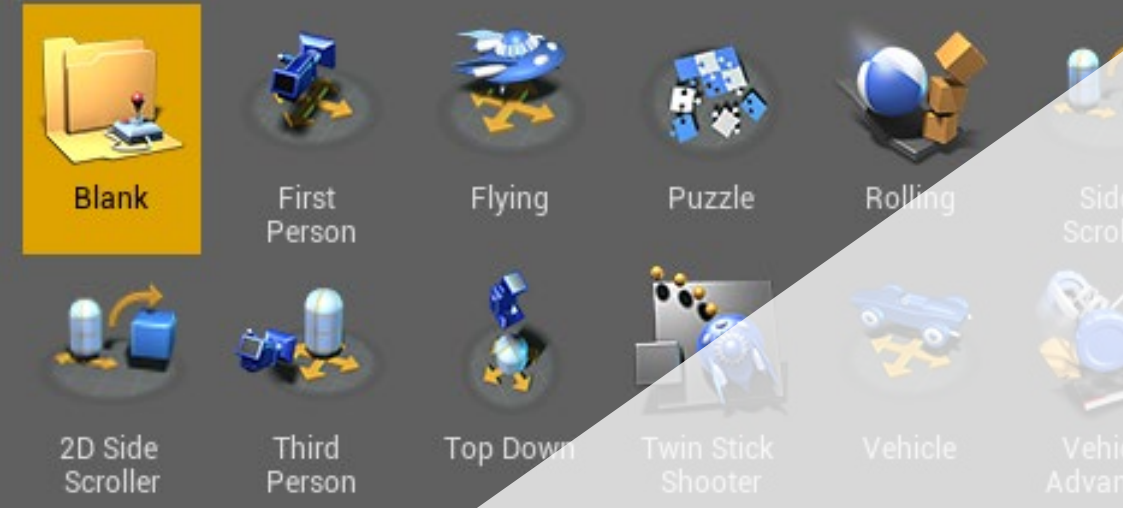 Blank
First
Person
Flying
Puzzle
Rolling
2D Side
Scroller
Third
Person
Top Down
Twin Stick
Shooter
Vehicle